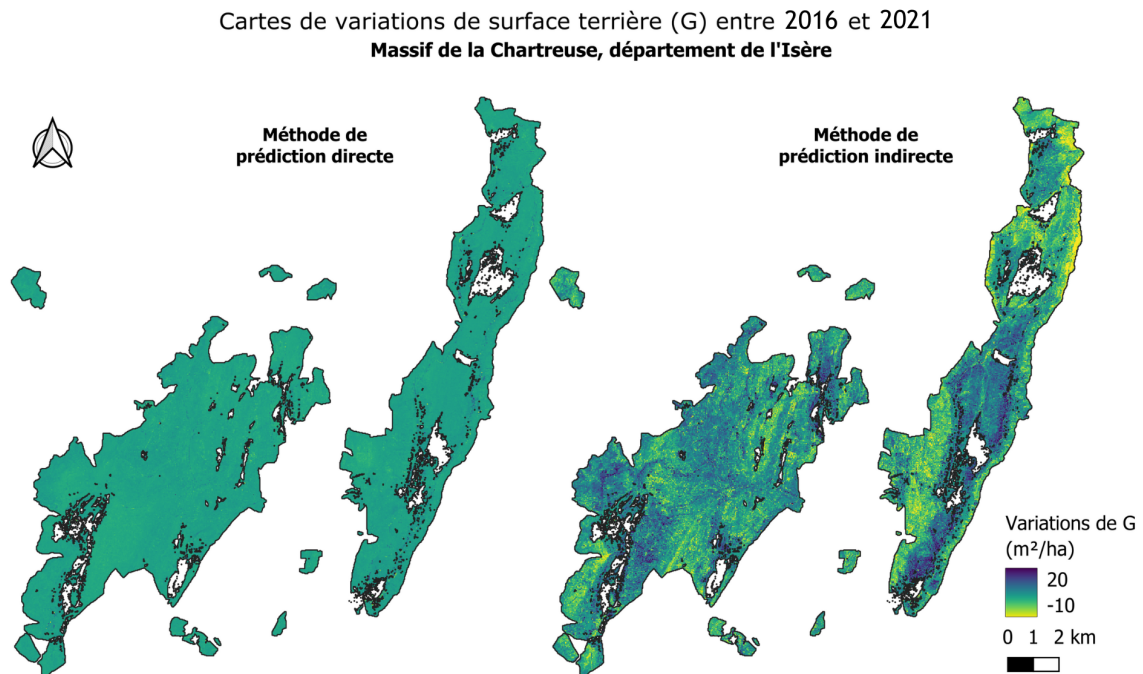 Cartes de variations de surface terrière (G) entre 2016 et 2021
Massif de la Chartreuse, département de l'Isère
Méthode de
prédiction directe
Méthode de
prédiction indirecte
Variations de G
(m²/ha)
20
-10
0 1 2 km